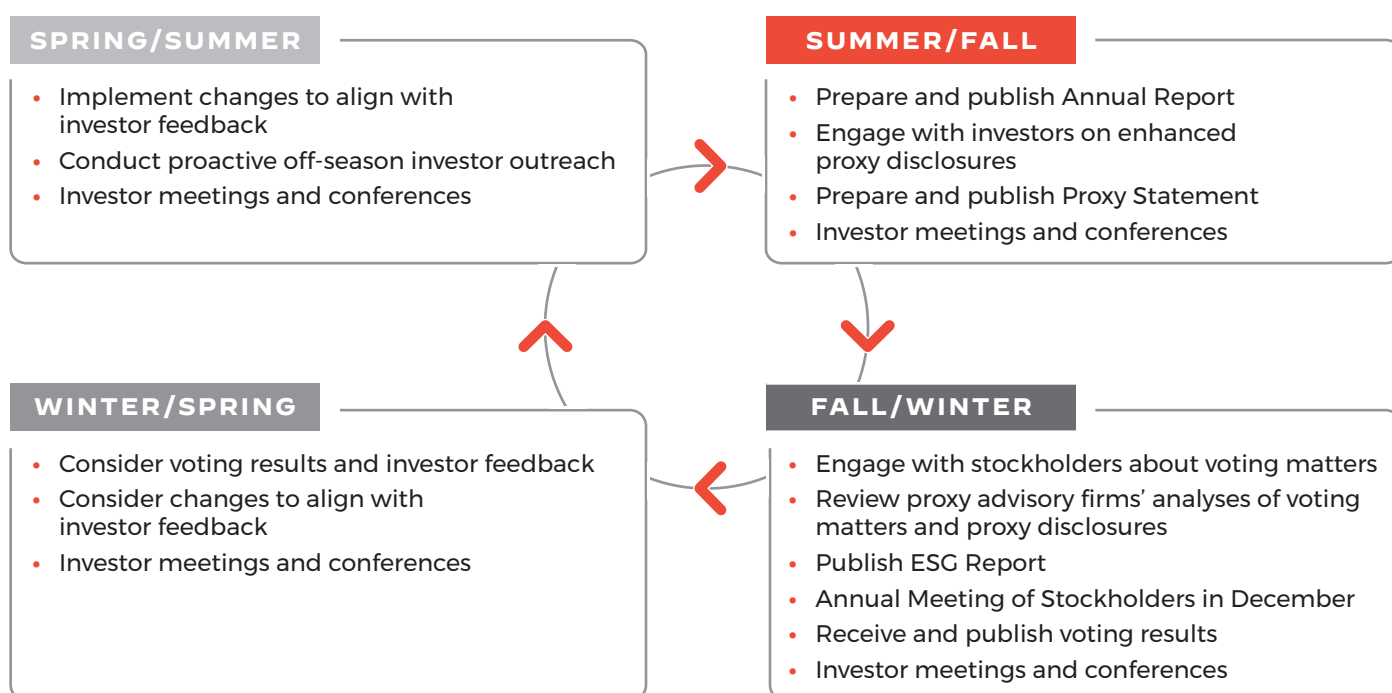 SPRING/SUMMER
• Implement changes to align with
investor feedback
• Conduct proactive off-season investor outreach
• Investor meetings and conferences
SUMMER/FALL
• Prepare and publish Annual Report
• Engage with investors on enhanced
proxy disclosures
• Prepare and publish Proxy Statement
• Investor meetings and conferences
WINTER/SPRING
• Consider voting results and investor feedback
• Consider changes to align with
investor feedback
• Investor meetings and conferences
FALL/WINTER
• Engage with stockholders about voting matters
• Review proxy advisory firms’ analyses of voting
matters and proxy disclosures
• Publish ESG Report
• Annual Meeting of Stockholders in December
• Receive and publish voting results
• Investor meetings and conferences